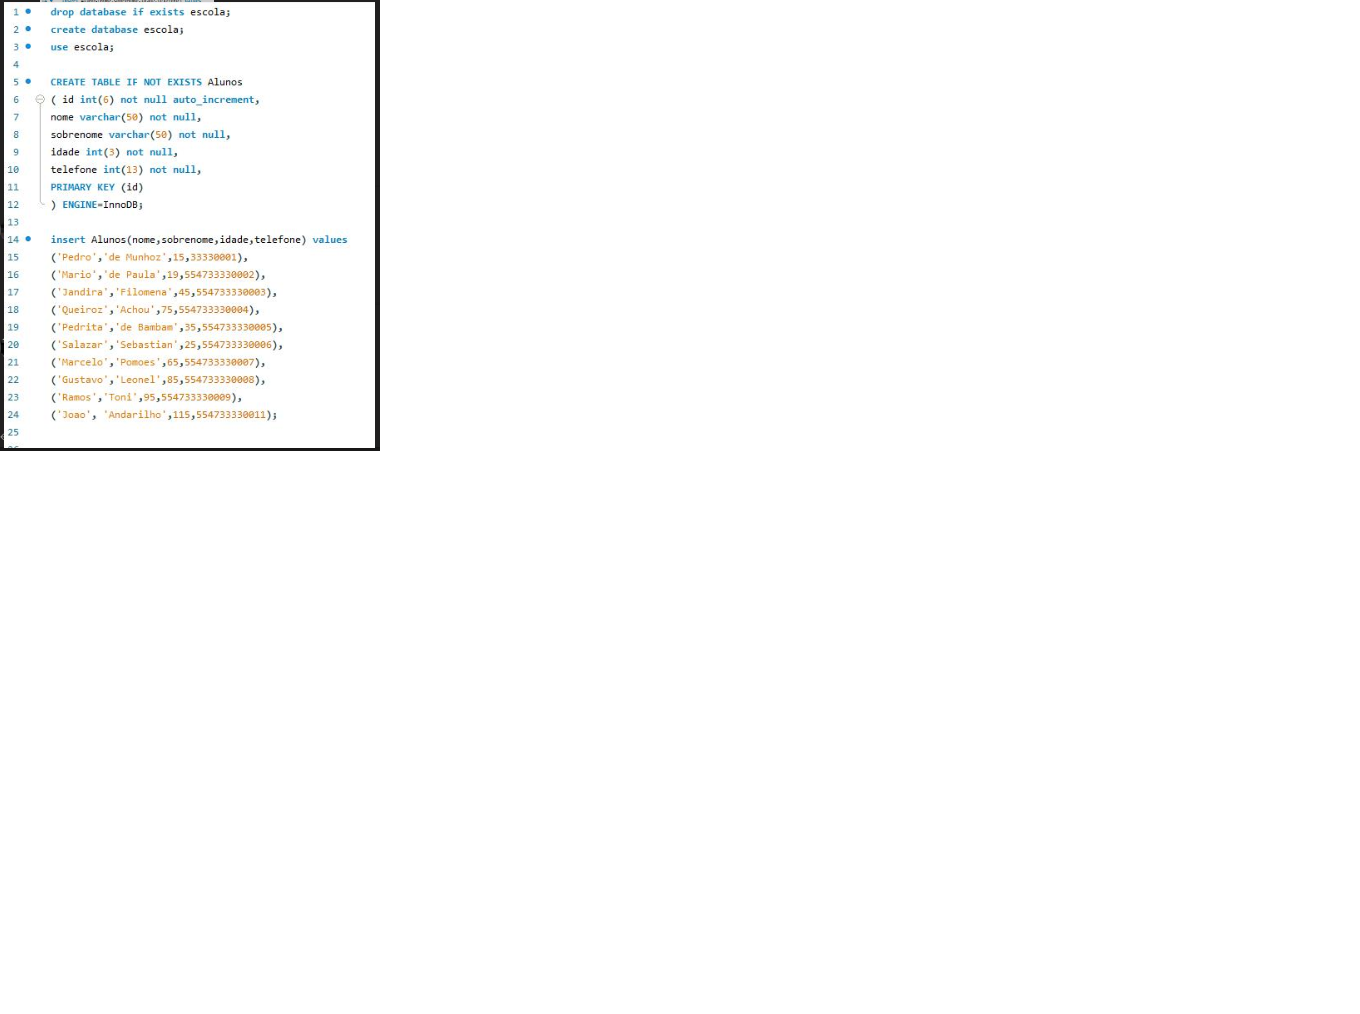 1 drop database if exists escola;
2 create database escola;
3 use escola;
4
5 CREATE TABLE IF NOT EXISTS Alunos
6 ( id int(6) not null auto_increment,
7 nome varchar(50) not null,
8 sobrenome varchar(50) not null,
9 idade int(3) not null,
10 telefone int(13) not null,
11 PRIMARY KEY (id)
12 ) ENGINE=InnoDB;
13
14 insert Alunos(nome,sobrenome,idade,telefone) values
15 ('Pedro','de Munhoz',15,33330001),
16 ('Mario','de Paula',19,554733330002),
17 ('Jandira','Filomena',45,554733330003),
18 ('Queiroz','Achou',75,554733330004),
19 ('Pedrita','de Bambam',35,554733330005),
20 ('Salazar','Sebastian',25,554733330006),
21 ('Marcelo','Pomoes',65,554733330007),
22 ('Gustavo','Leonel',85,554733330008),
23 ('Ramos','Toni',95,554733330009),
24 ('Joao', 'Andarilho',115,554733330011);
25